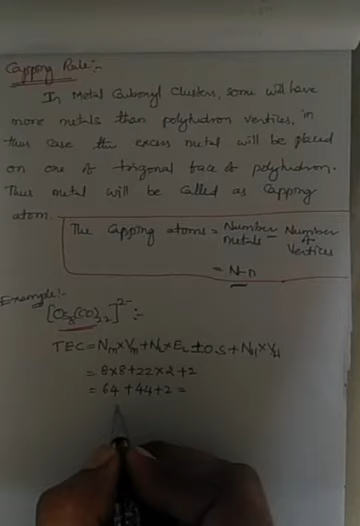 Capping Rule:-
In Metal Carbonyl Clusters, some will have
more metals than polyhedron vertices, in
this case the excess metal will be placed
on one of trigonal face of polyhedron.
This metal will be called as Capping
atom.
The Capping atoms = Number metals - Number of Vertices
= N-n
Example:-
[Os8(CO)22]2- :-
TEC = Nm×Vm+NL×EL±O.S+NH×VH
= 8×8+22×2+2
= 64+44+2=